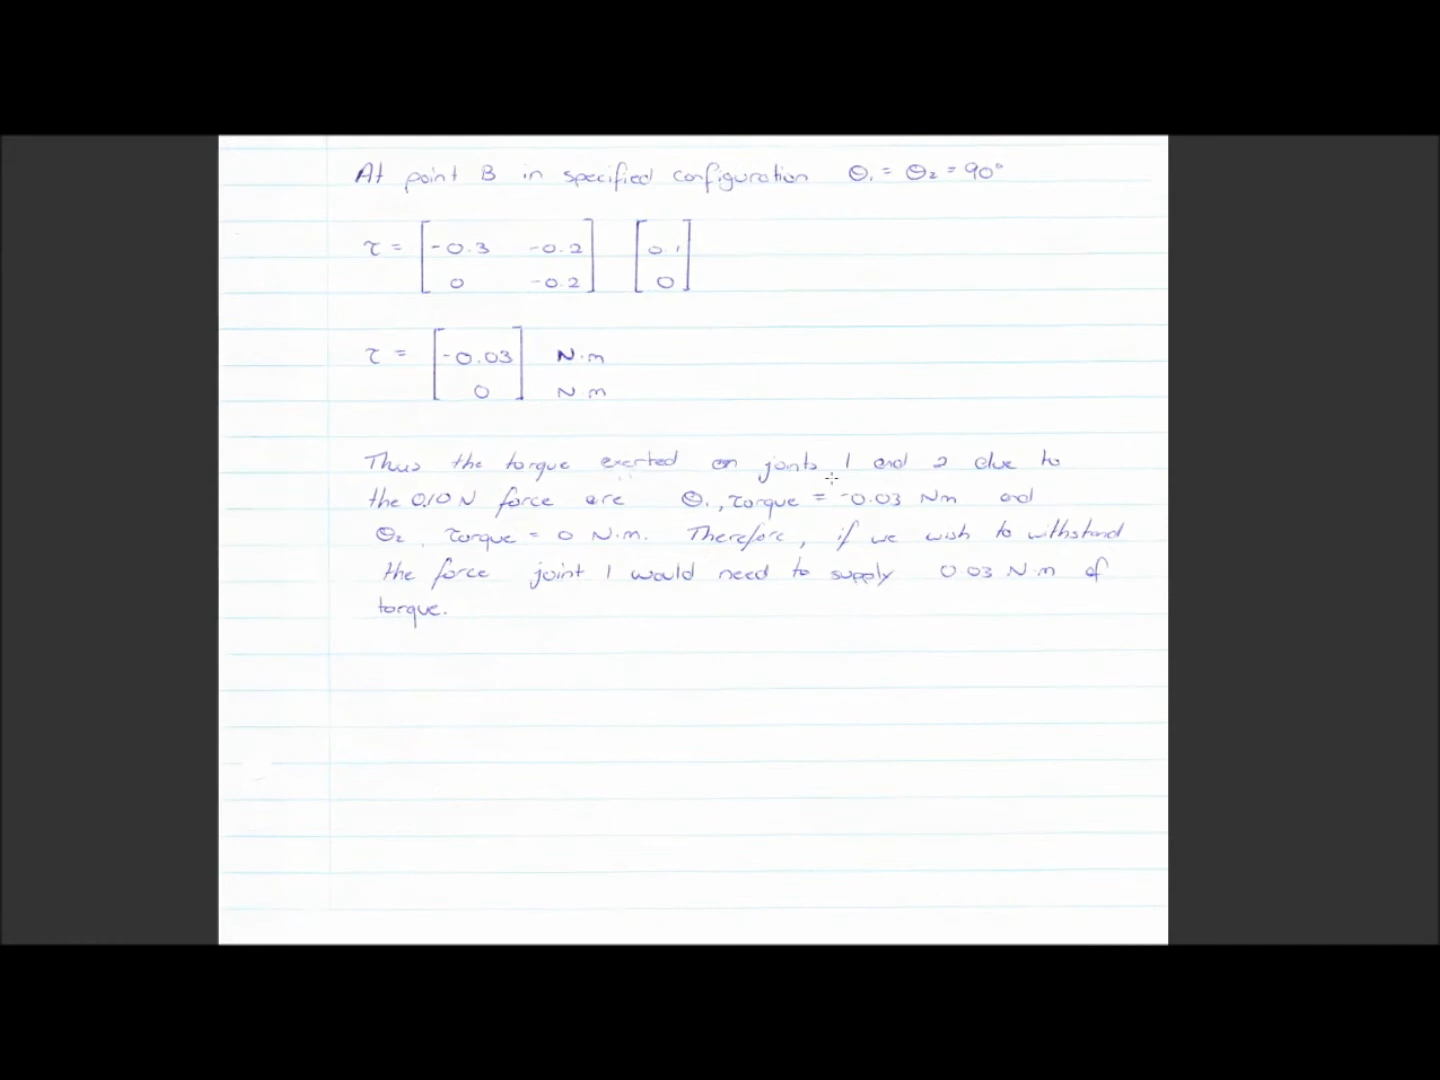 At point B in specified configuration Θ₁ = Θ₂ = 90°
τ = [ -0.3 -0.2 ] [ 0.1 ]
[ 0 -0.2 ] [ 0 ]
τ = [ -0.03 ] N·m
[ 0 ] N m
Thus the torque exerted on joints 1 and 2 due to
the 0.10 N force are Θ₁, torque = -0.03 Nm and
Θ₂, torque = 0 N.m. Therefore, if we wish to withstand
the force joint 1 would need to supply 0.03 N.m of
torque.